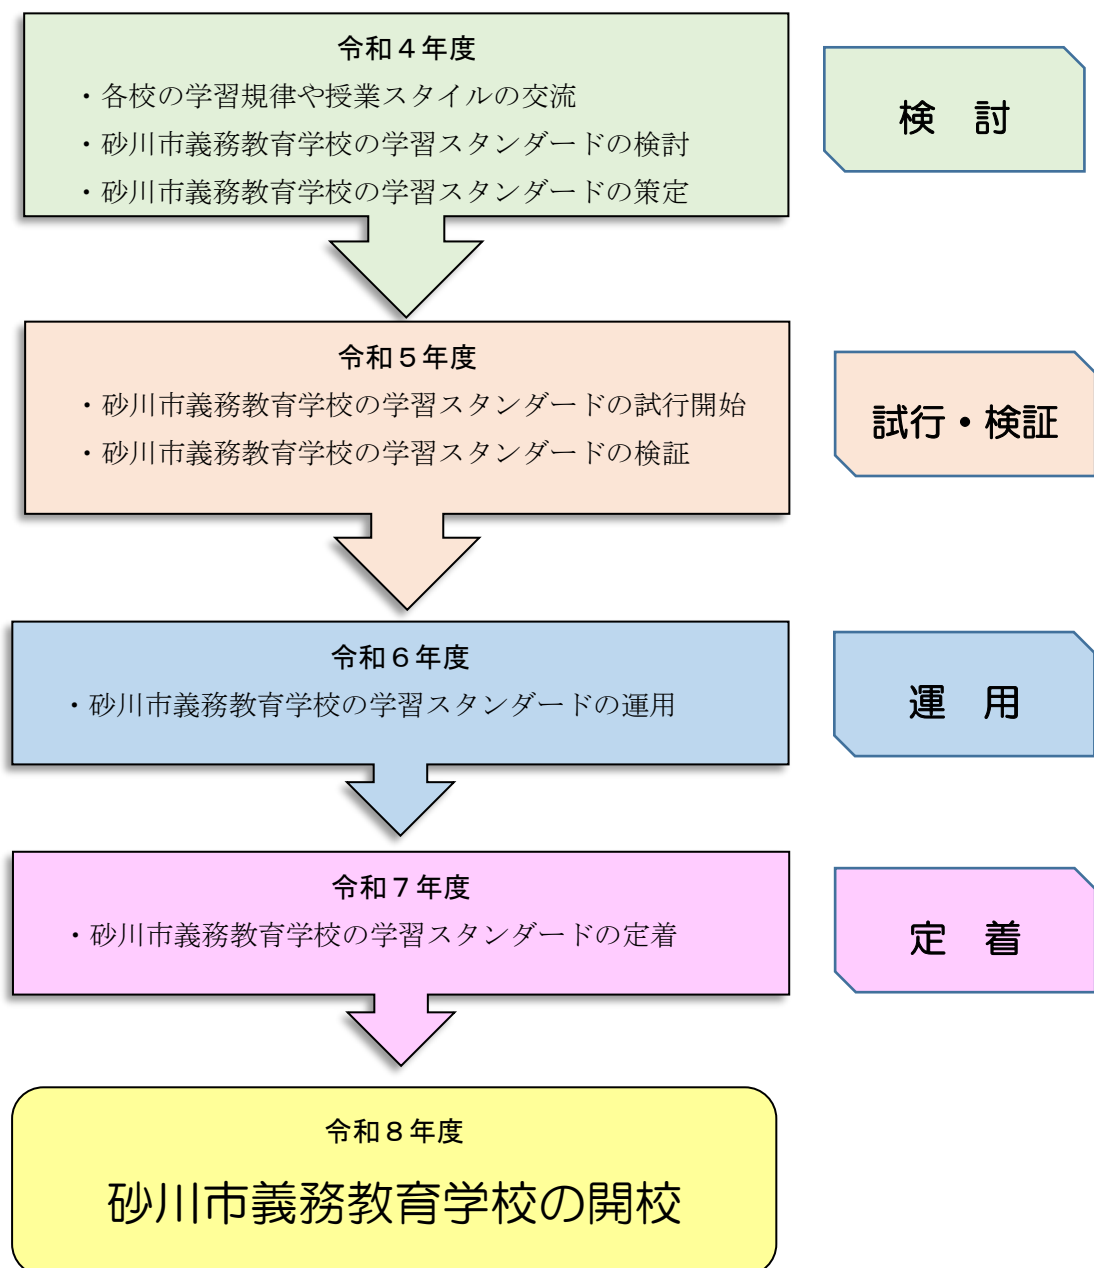 令和４年度
・各校の学習規律や授業スタイルの交流
・砂川市義務教育学校の学習スタンダードの検討
・砂川市義務教育学校の学習スタンダードの策定
検　討
令和５年度
・砂川市義務教育学校の学習スタンダードの試行開始
・砂川市義務教育学校の学習スタンダードの検証
試行・検証
令和６年度
・砂川市義務教育学校の学習スタンダードの運用
運　用
令和７年度
・砂川市義務教育学校の学習スタンダードの定着
定　着
令和８年度
砂川市義務教育学校の開校